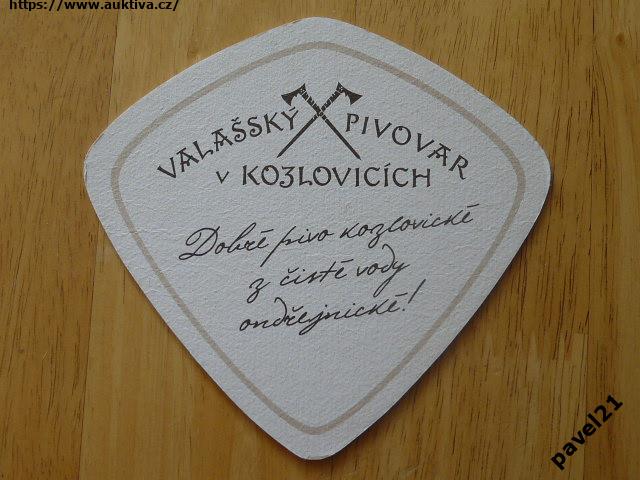 https://www.auktiva.cz/
VALAŠSKÝ PIVOVAR
V KOZLOVICÍCH
Dobré pivo kozlovické
z čisté vody
ondřejnické!
pavel21